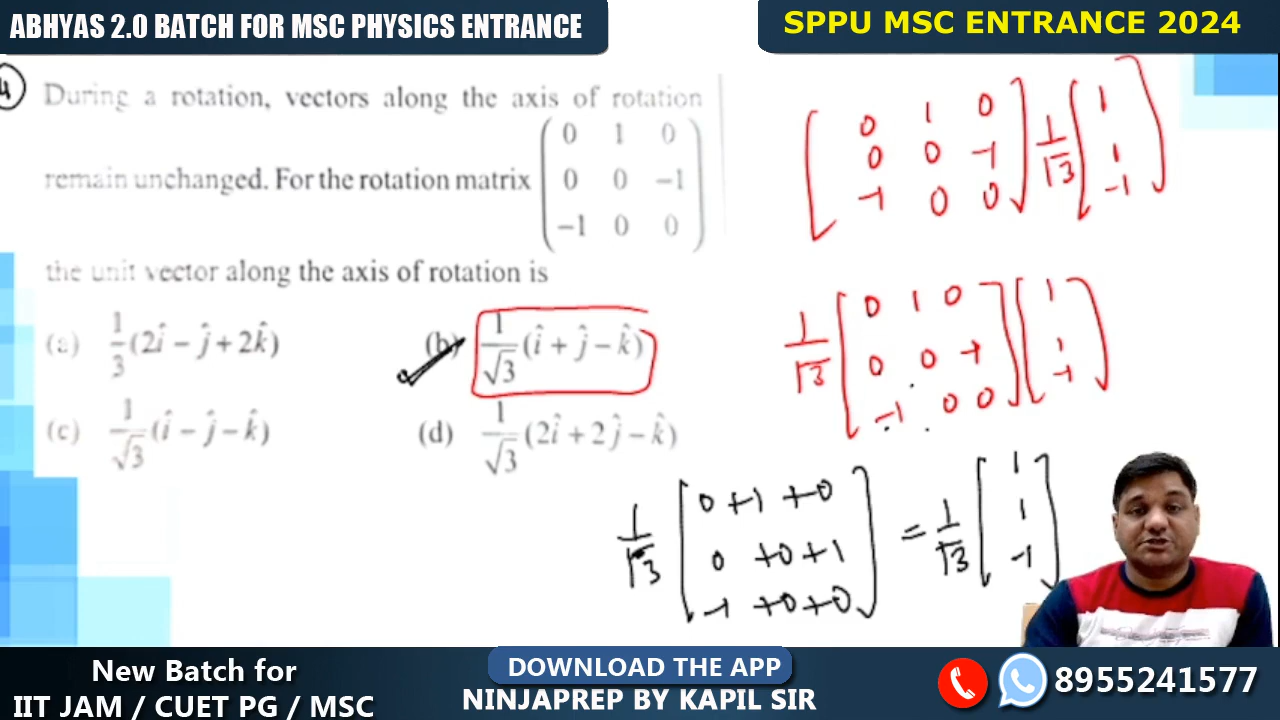 ABHYAS 2.0 BATCH FOR MSC PHYSICS ENTRANCE
SPPU MSC ENTRANCE 2024
4
During a rotation, vectors along the axis of rotation
remain unchanged. For the rotation matrix
0 1 0
0 0 −1
−1 0 0
the unit vector along the axis of rotation is
(a) 1/3 (2î − ĵ + 2k̂)
(b) 1/√3 (î + ĵ − k̂)
(c) 1/√3 (î − ĵ − k̂)
(d) 1/√3 (2î + 2ĵ − k̂)
[0 1 0 / 0 0 -1 / -1 0 0] 1/√3 [1 / 1 / -1]
1/√3 [0 1 0 / 0 0 -1 / -1 0 0] [1 / 1 / -1]
1/√3 [0 +1 +0 / 0 +0 +1 / -1 +0 +0] = 1/√3 [1 / 1 / -1]
New Batch for
IIT JAM / CUET PG / MSC
DOWNLOAD THE APP
NINJAPREP BY KAPIL SIR
8955241577